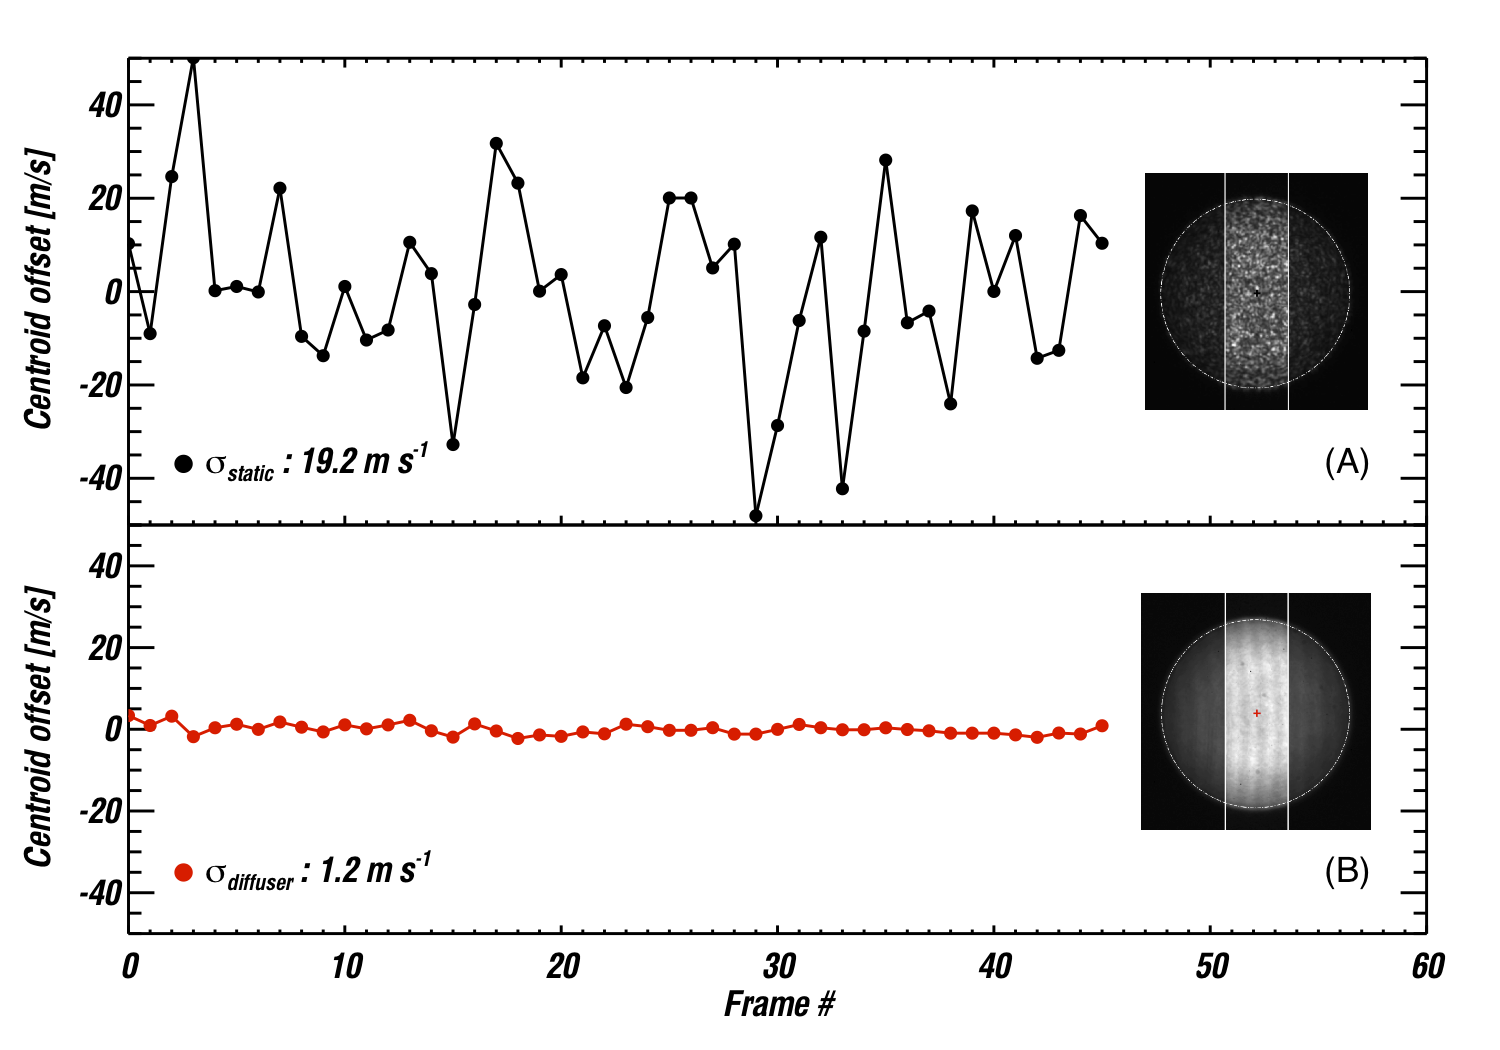 Centroid offset [m/s]
40
20
0
-20
-40
σstatic : 19.2 m s-1
(A)
Centroid offset [m/s]
40
20
0
-20
-40
σdiffuser : 1.2 m s-1
(B)
0 10 20 30 40 50 60
Frame #